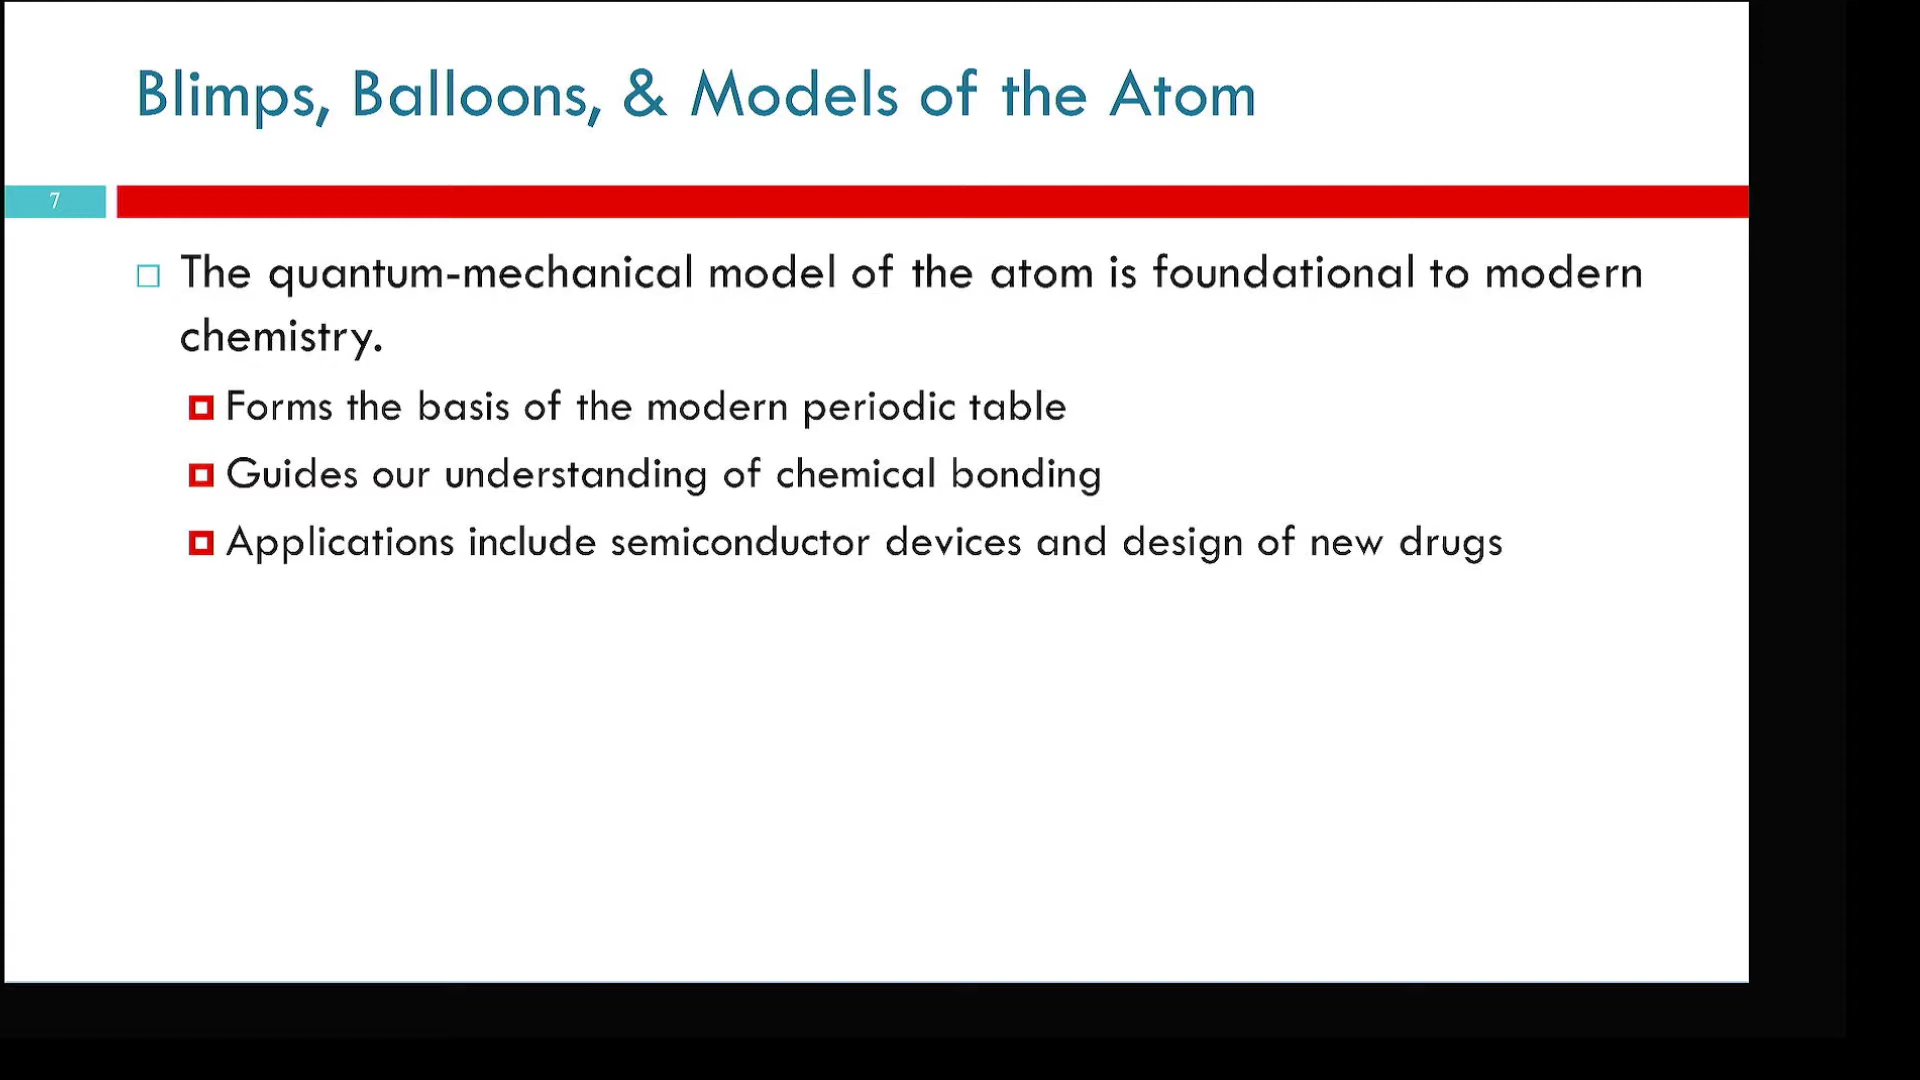 Blimps, Balloons, & Models of the Atom
7
The quantum-mechanical model of the atom is foundational to modern
chemistry.
Forms the basis of the modern periodic table
Guides our understanding of chemical bonding
Applications include semiconductor devices and design of new drugs